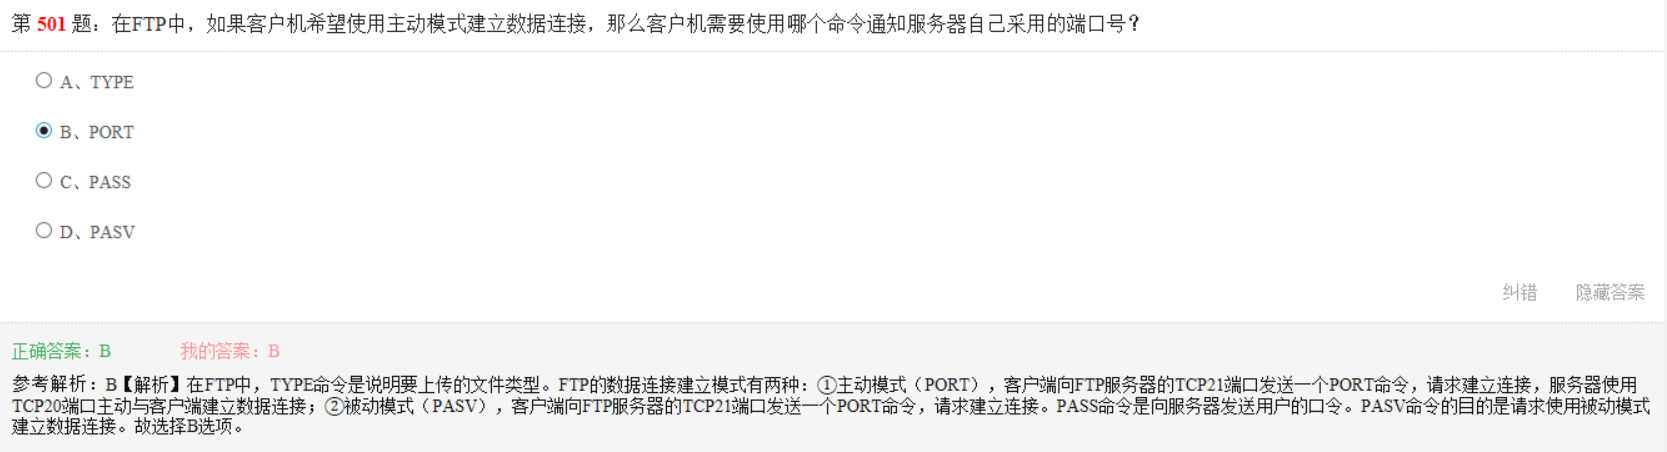 第 501 题：在FTP中，如果客户机希望使用主动模式建立数据连接，那么客户机需要使用哪个命令通知服务器自己采用的端口号？
A、TYPE
B、PORT
C、PASS
D、PASV
纠错 隐藏答案
正确答案：B 我的答案：B
参考解析：B【解析】在FTP中，TYPE命令是说明要上传的文件类型。FTP的数据连接建立模式有两种：①主动模式（PORT），客户端向FTP服务器的TCP21端口发送一个PORT命令，请求建立连接，服务器使用
TCP20端口主动与客户端建立数据连接；②被动模式（PASV），客户端向FTP服务器的TCP21端口发送一个PORT命令，请求建立连接。PASS命令是向服务器发送用户的口令。PASV命令的目的是请求使用被动模式
建立数据连接。故选择B选项。